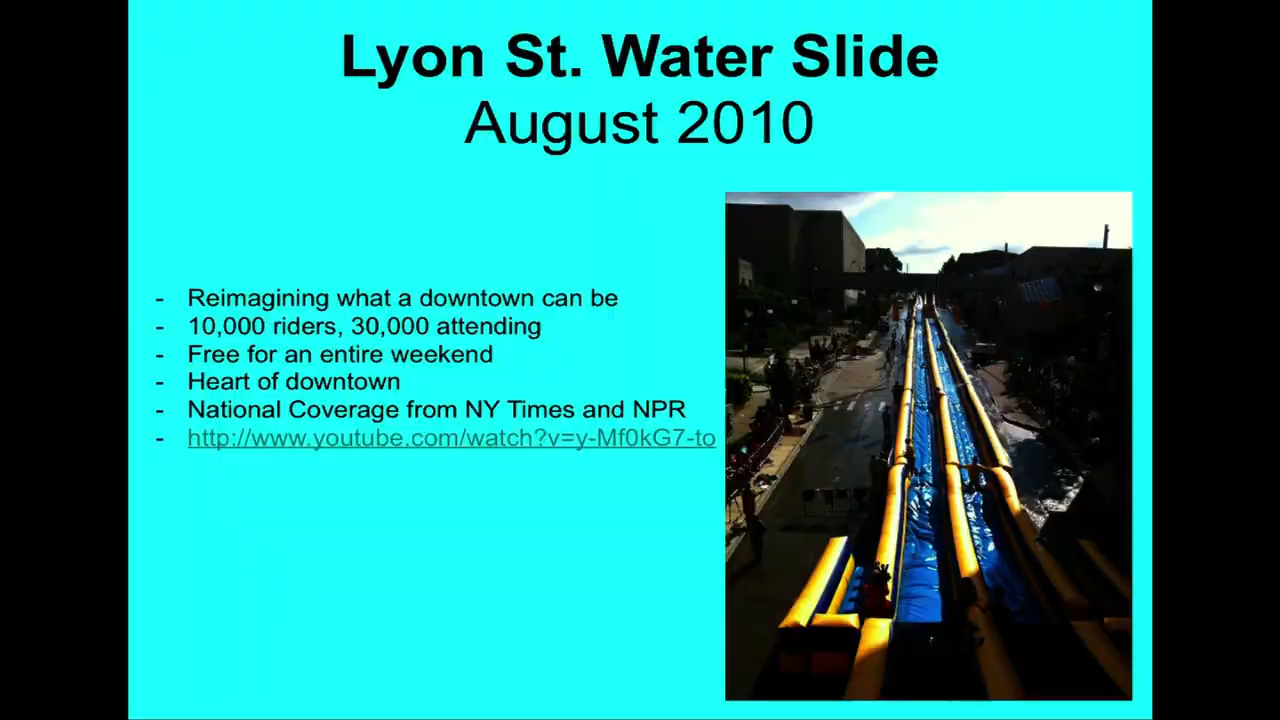 Lyon St. Water Slide
August 2010
- Reimagining what a downtown can be
- 10,000 riders, 30,000 attending
- Free for an entire weekend
- Heart of downtown
- National Coverage from NY Times and NPR
- http://www.youtube.com/watch?v=y-Mf0kG7-to